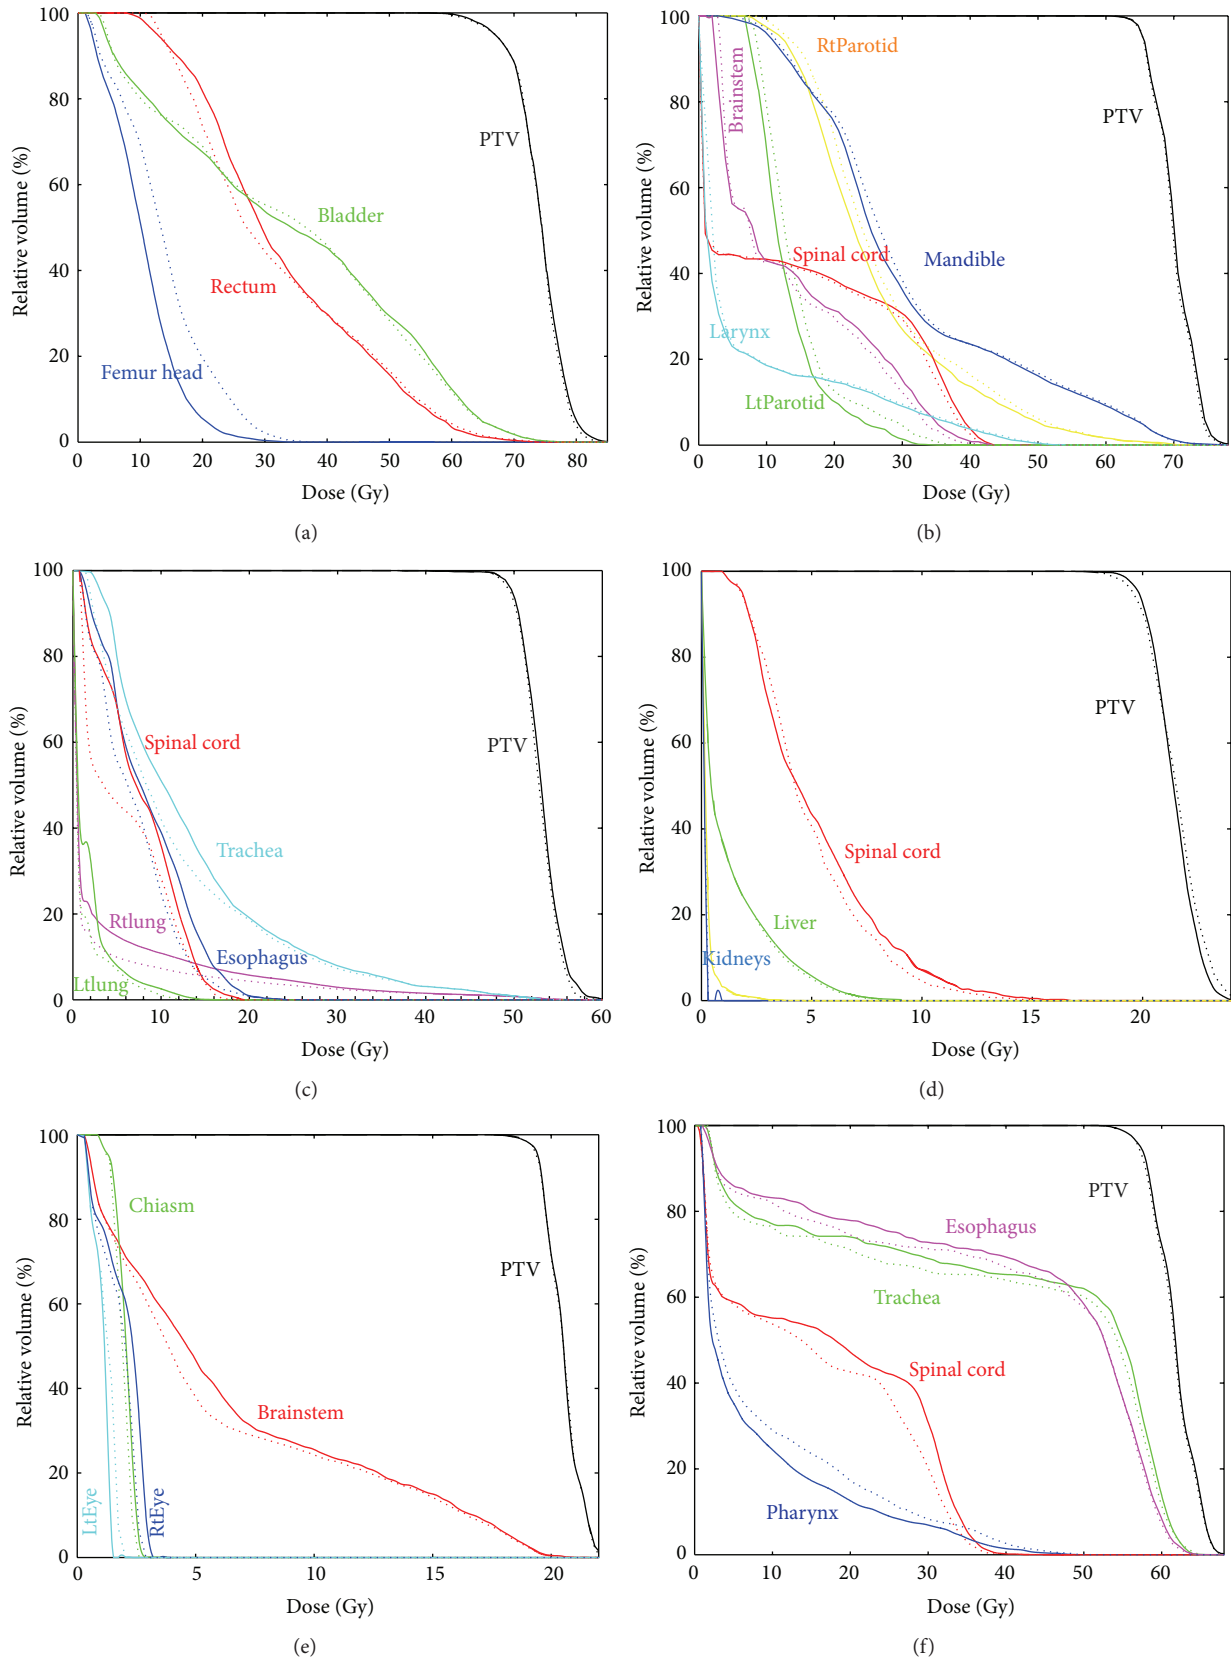 100
80
60
40
20
0
Relative volume (%)
PTV
Bladder
Rectum
Femur head
0 10 20 30 40 50 60 70 80
Dose (Gy)
(a)
100
80
60
40
20
0
Relative volume (%)
Brainstem
RtParotid
PTV
Spinal cord
Mandible
Larynx
LtParotid
0 10 20 30 40 50 60 70
Dose (Gy)
(b)
100
80
60
40
20
0
Relative volume (%)
Spinal cord
PTV
Trachea
Rtlung
Esophagus
Ltlung
0 10 20 30 40 50 60
Dose (Gy)
(c)
100
80
60
40
20
0
Relative volume (%)
PTV
Spinal cord
Liver
Kidneys
0 5 10 15 20
Dose (Gy)
(d)
100
80
60
40
20
0
Relative volume (%)
Chiasm
PTV
Brainstem
LtEye
RtEye
0 5 10 15 20
Dose (Gy)
(e)
100
80
60
40
20
0
Relative volume (%)
PTV
Esophagus
Trachea
Spinal cord
Pharynx
0 10 20 30 40 50 60
Dose (Gy)
(f)